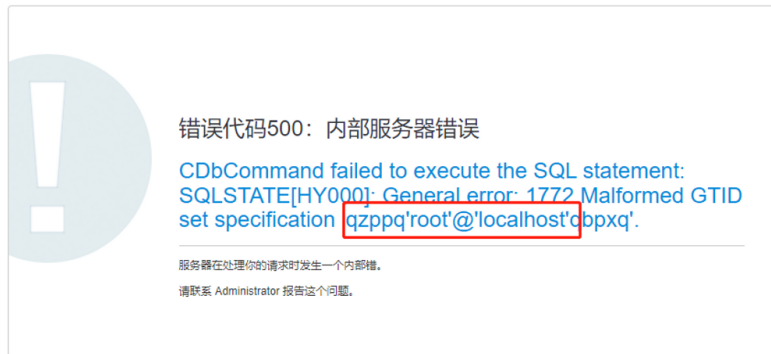 错误代码500：内部服务器错误
CDbCommand failed to execute the SQL statement:
SQLSTATE[HY000]: General error: 1772 Malformed GTID
set specification 'qzppq'root'@'localhost'qbpxq'.
服务器在处理你的请求时发生一个内部错。
请联系 Administrator 报告这个问题。